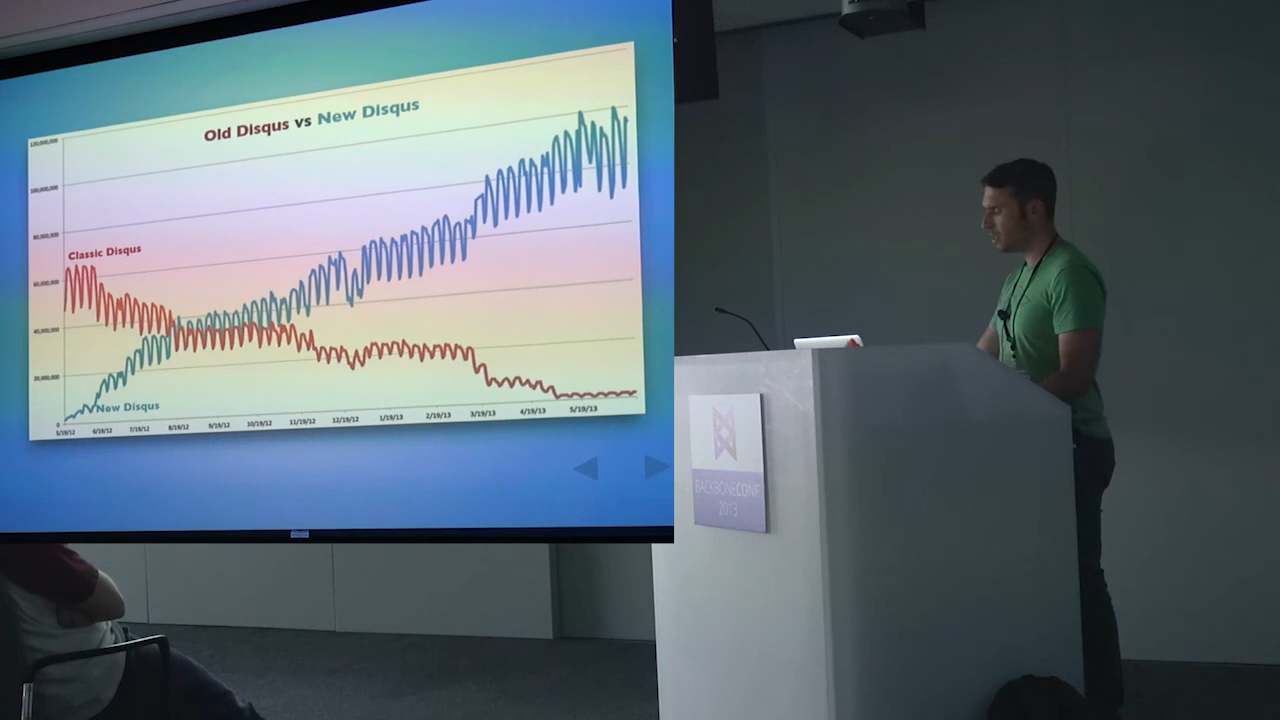 Old Disqus vs New Disqus
120,000,000
100,000,000
80,000,000
60,000,000
40,000,000
20,000,000
0
Classic Disqus
New Disqus
5/19/12 6/19/12 7/19/12 8/19/12 9/19/12 10/19/12 11/19/12 12/19/12 1/19/13 2/19/13 3/19/13 4/19/13 5/19/13
BACKBONECONF
2013